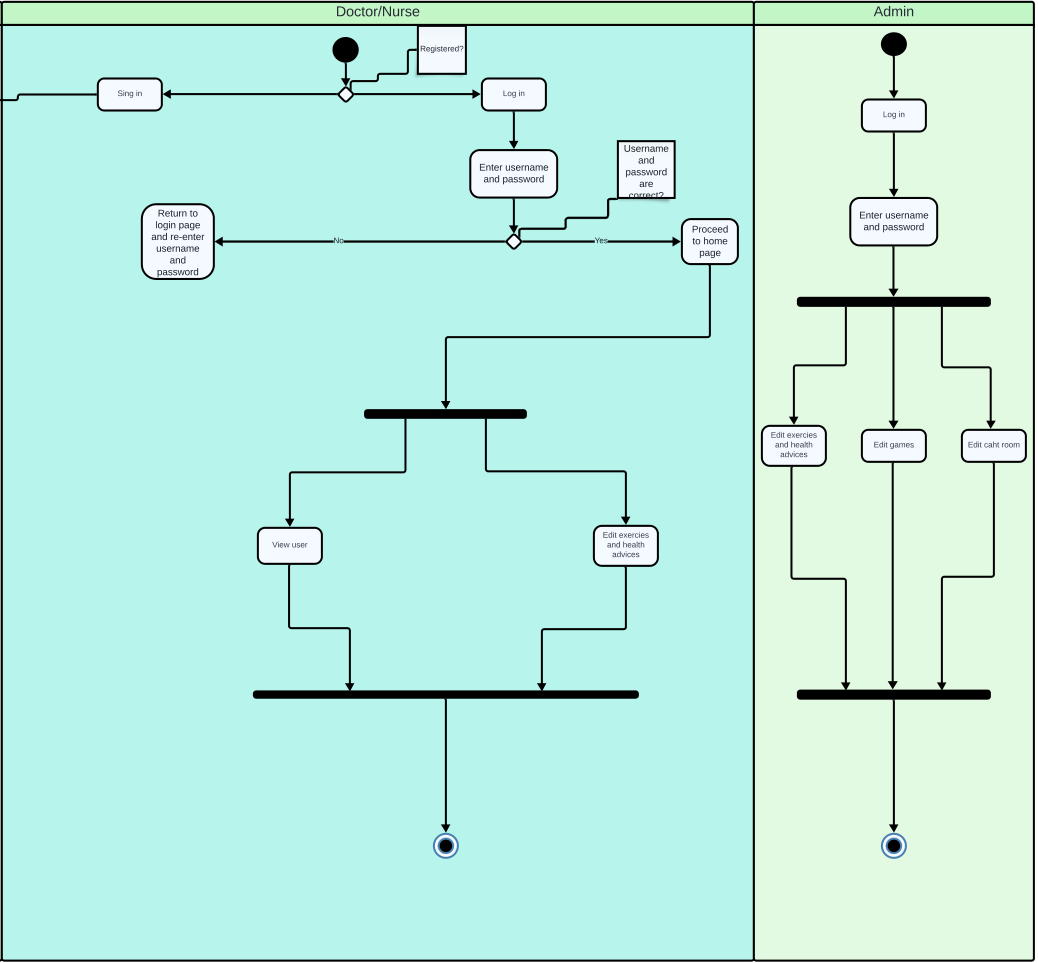 Doctor/Nurse
Admin
Registered?
Sing in
Log in
Log in
Enter username
and password
Username
and
password
are
correct?
Enter username
and password
Return to
login page
and re-enter
username
and
password
No
Yes
Proceed
to home
page
Edit exercies
and health
advices
Edit games
Edit caht room
View user
Edit exercies
and health
advices